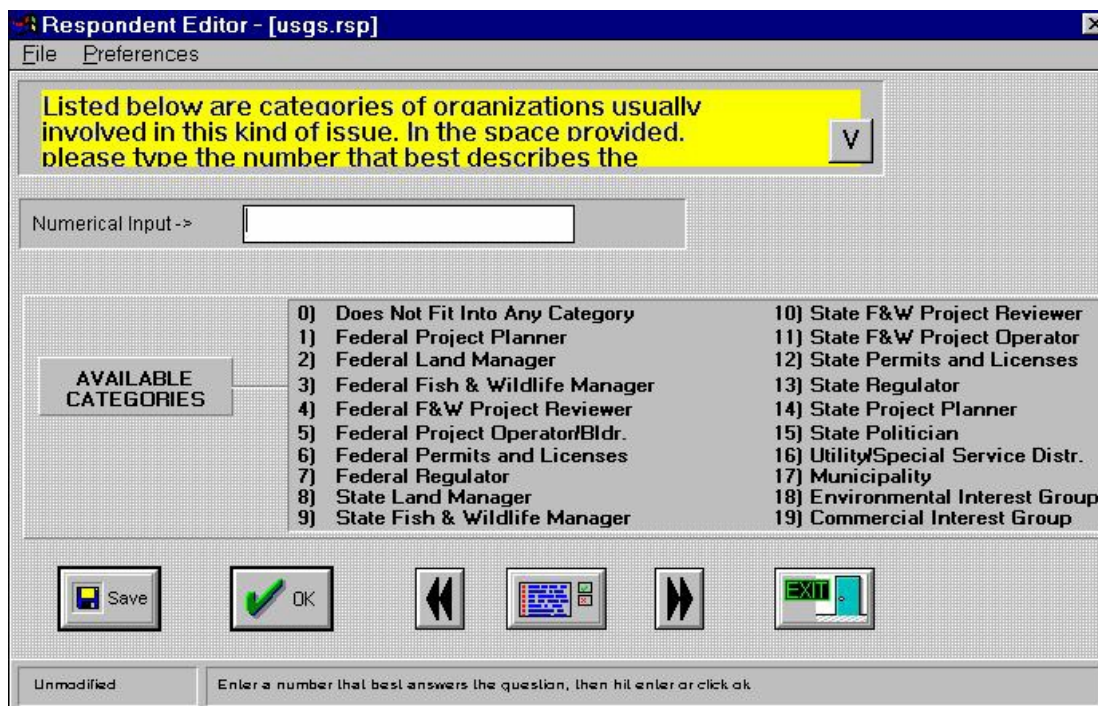 Respondent Editor - [usgs.rsp]
File Preferences
Listed below are categories of organizations usually
involved in this kind of issue. In the space provided,
please type the number that best describes the
V
Numerical Input ->
AVAILABLE
CATEGORIES
0) Does Not Fit Into Any Category
1) Federal Project Planner
2) Federal Land Manager
3) Federal Fish & Wildlife Manager
4) Federal F&W Project Reviewer
5) Federal Project Operator/Bldr.
6) Federal Permits and Licenses
7) Federal Regulator
8) State Land Manager
9) State Fish & Wildlife Manager
10) State F&W Project Reviewer
11) State F&W Project Operator
12) State Permits and Licenses
13) State Regulator
14) State Project Planner
15) State Politician
16) Utility/Special Service Distr.
17) Municipality
18) Environmental Interest Group
19) Commercial Interest Group
Save
OK
EXIT
Unmodified
Enter a number that best answers the question, then hit enter or click ok